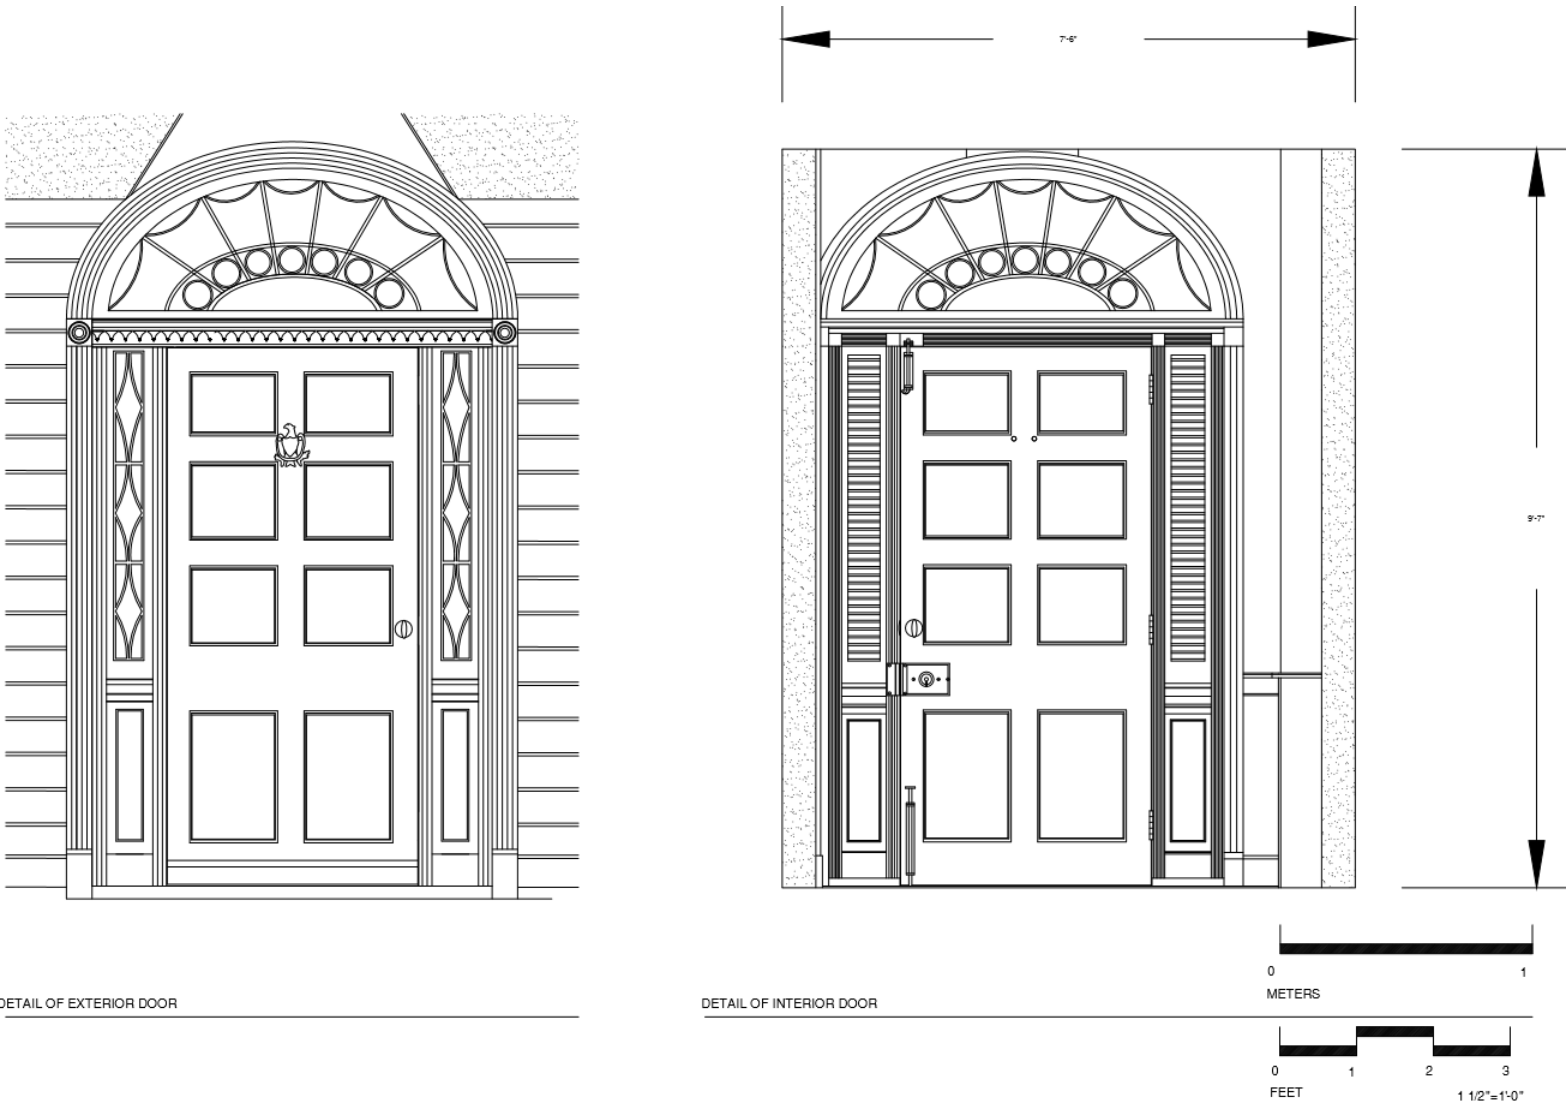 7'-6"
9'-7"
DETAIL OF EXTERIOR DOOR
DETAIL OF INTERIOR DOOR
0 1
METERS
0 1 2 3
FEET 1 1/2"=1'-0"